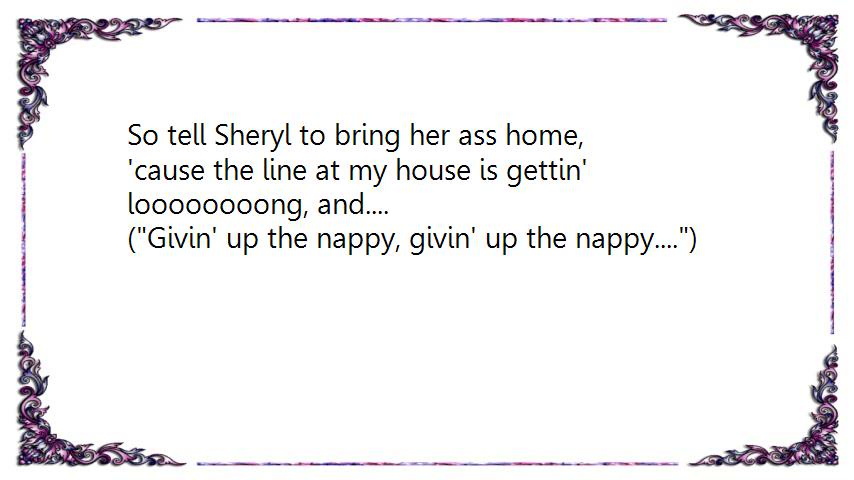 So tell Sheryl to bring her ass home,
'cause the line at my house is gettin'
loooooooong, and....
("Givin' up the nappy, givin' up the nappy....")